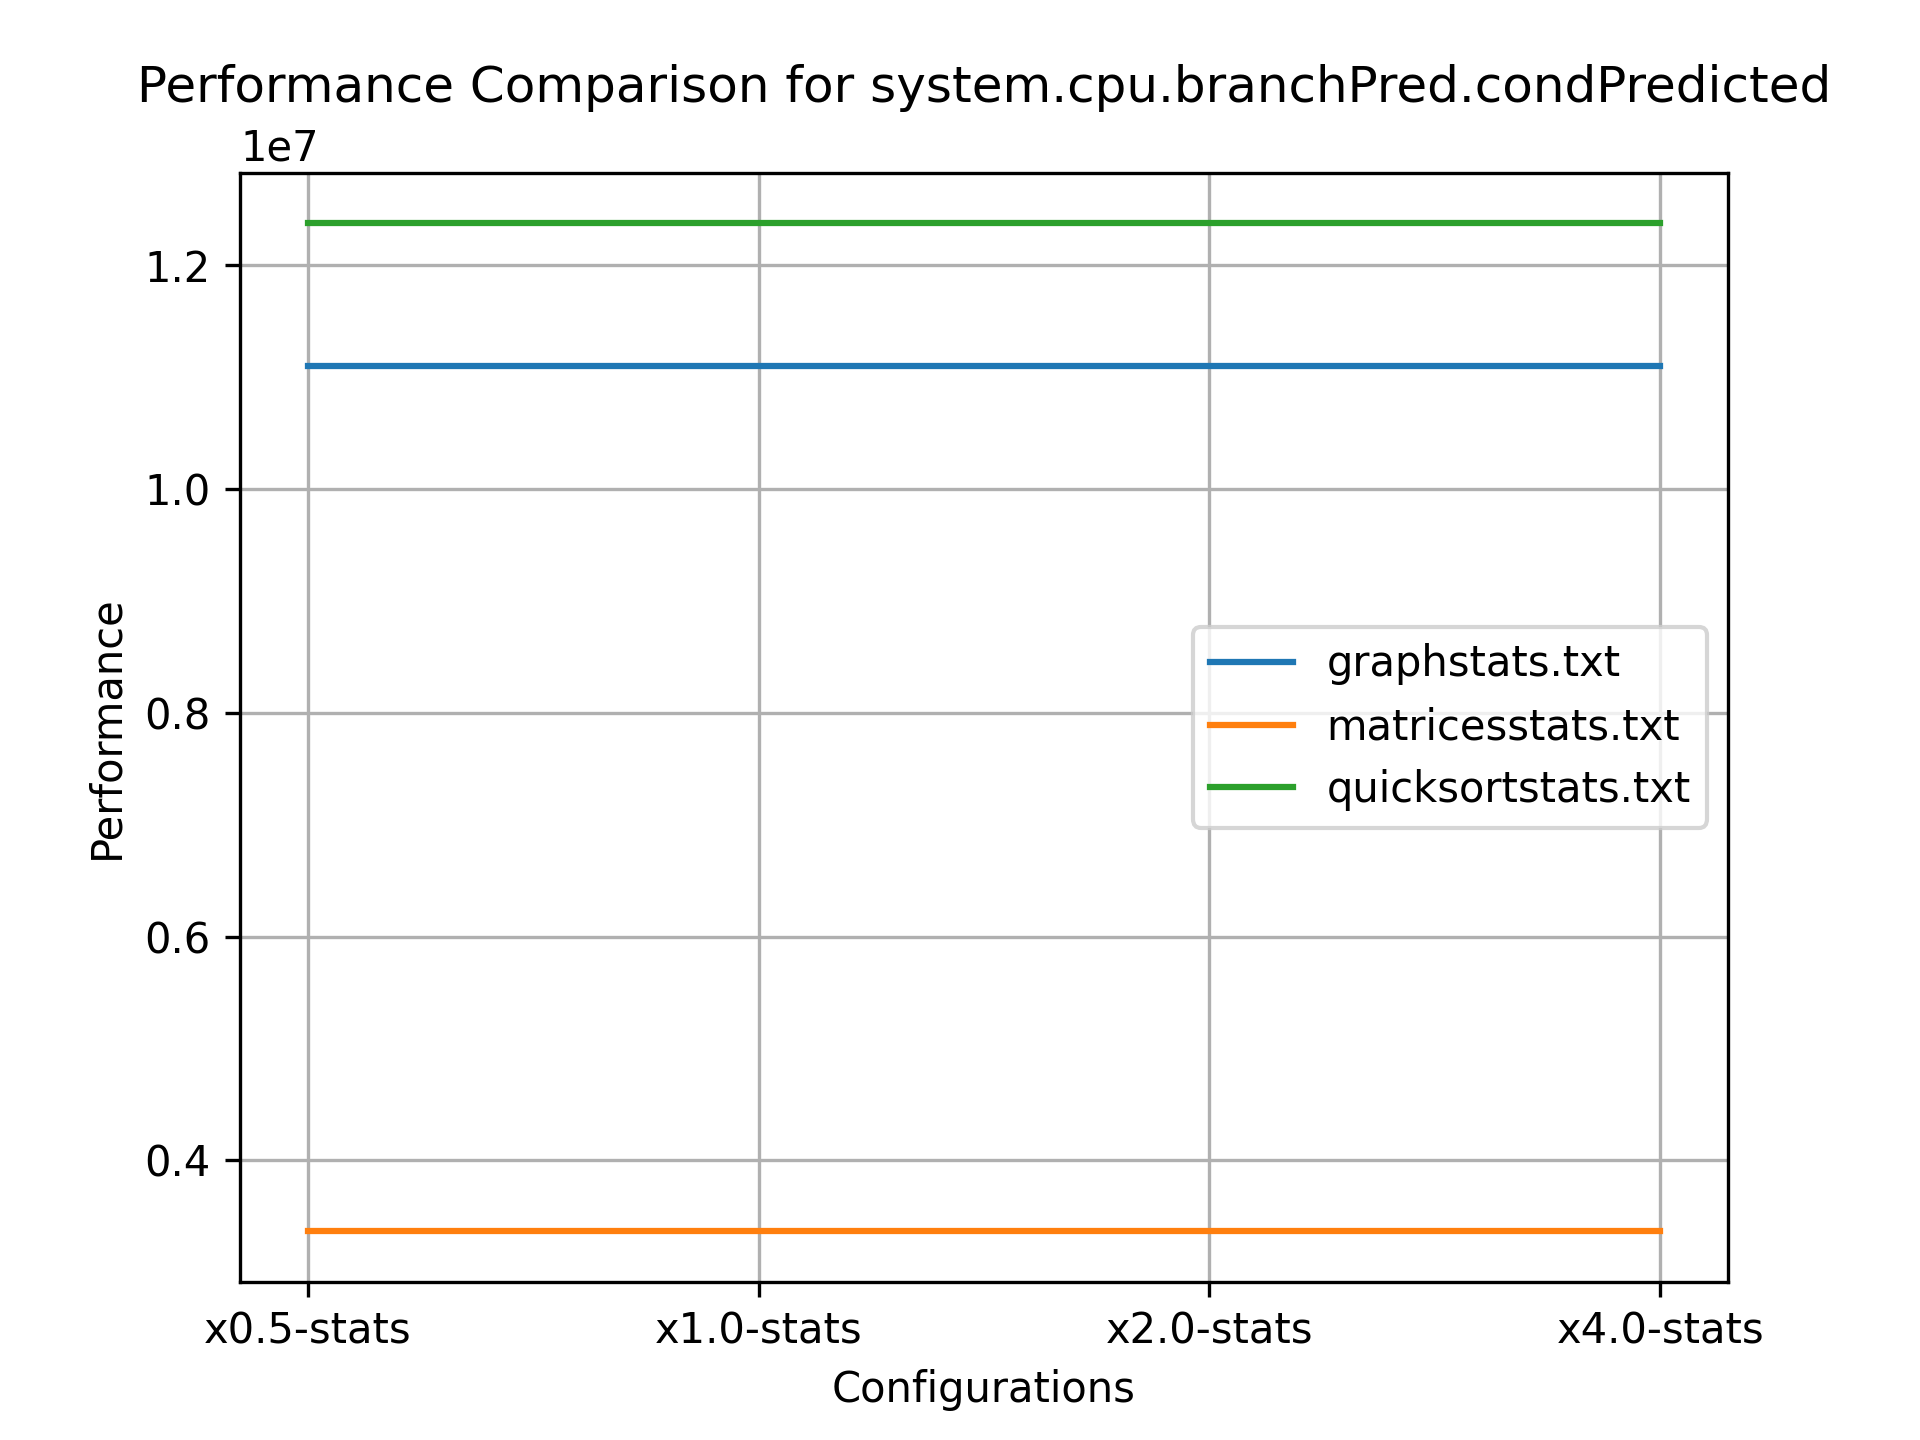 Performance Comparison for system.cpu.branchPred.condPredicted
1e7
1.2
1.0
0.8
0.6
0.4
Performance
graphstats.txt
matricesstats.txt
quicksortstats.txt
x0.5-stats x1.0-stats x2.0-stats x4.0-stats
Configurations